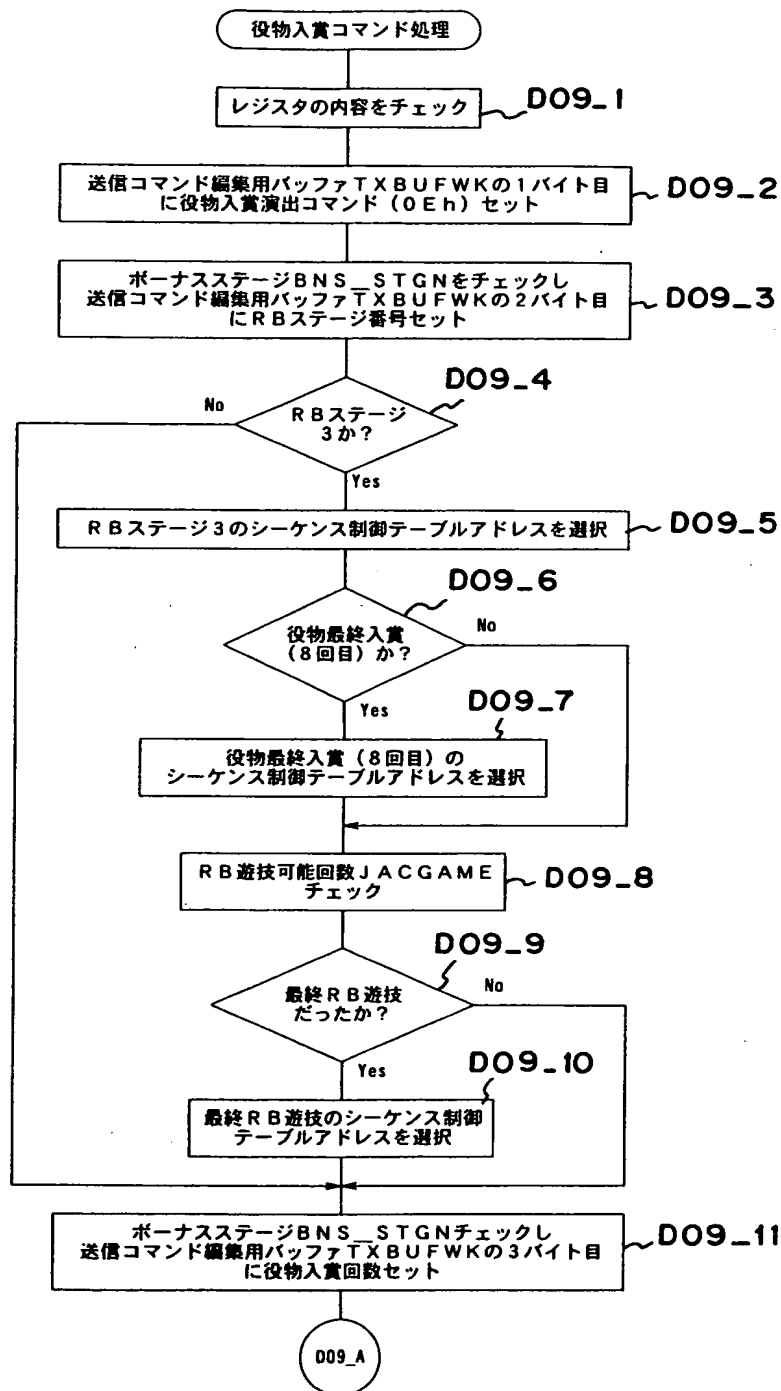 役物入賞コマンド処理
レジスタの内容をチェック
D09_1
送信コマンド編集用バッファTXBUFWKの1バイト目
に役物入賞演出コマンド(0Eh)セット
D09_2
ボーナスステージBNS__STGNをチェックし
送信コマンド編集用バッファTXBUFWKの2バイト目
にRBステージ番号セット
D09_3
D09_4
No
RBステージ
3か?
Yes
RBステージ3のシーケンス制御テーブルアドレスを選択
D09_5
D09_6
役物最終入賞
(8回目)か?
No
Yes
D09_7
役物最終入賞(8回目)の
シーケンス制御テーブルアドレスを選択
RB遊技可能回数JACGAME
チェック
D09_8
D09_9
最終RB遊技
だったか?
No
Yes
D09_10
最終RB遊技のシーケンス制御
テーブルアドレスを選択
ボーナスステージBNS__STGNチェックし
送信コマンド編集用バッファTXBUFWKの3バイト目
に役物入賞回数セット
D09_11
D09_A